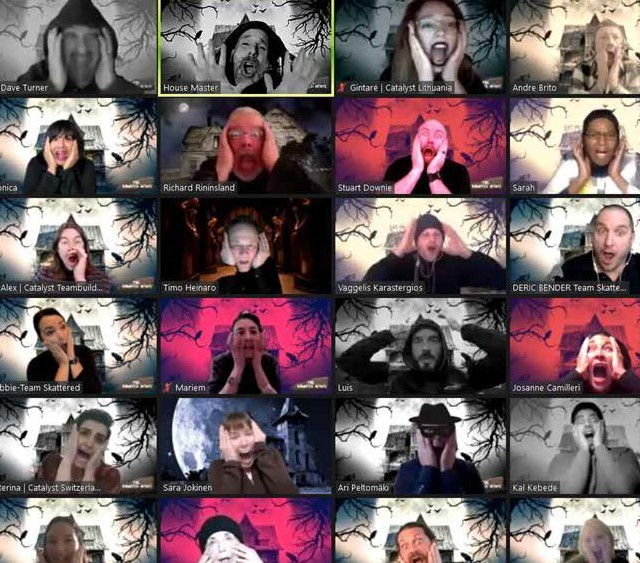 Dave Turner
House Master
Gintarė | Catalyst Lithuania
Andre Brito
onica
Richard Rininsland
Stuart Downie
Sarah
Alex | Catalyst Teambuild...
Timo Heinaro
Vaggelis Karastergios
DERIC BENDER Team Skatte...
bbie-Team Skattered
Mariem
Luis
Josanne Camilleri
terina | Catalyst Switzerla...
Sara Jokinen
Ari Peltomäki
Kal Kebede